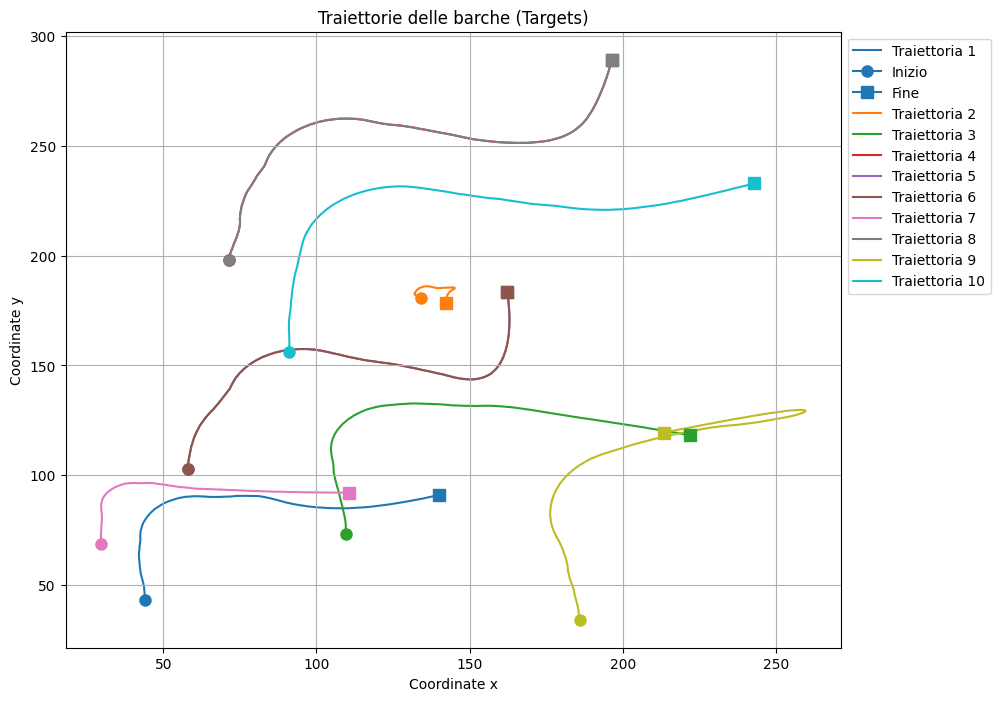 Traiettorie delle barche (Targets)
300
250
200
150
100
50
Coordinate y
50
100
150
200
250
Coordinate x
Traiettoria 1
Inizio
Fine
Traiettoria 2
Traiettoria 3
Traiettoria 4
Traiettoria 5
Traiettoria 6
Traiettoria 7
Traiettoria 8
Traiettoria 9
Traiettoria 10